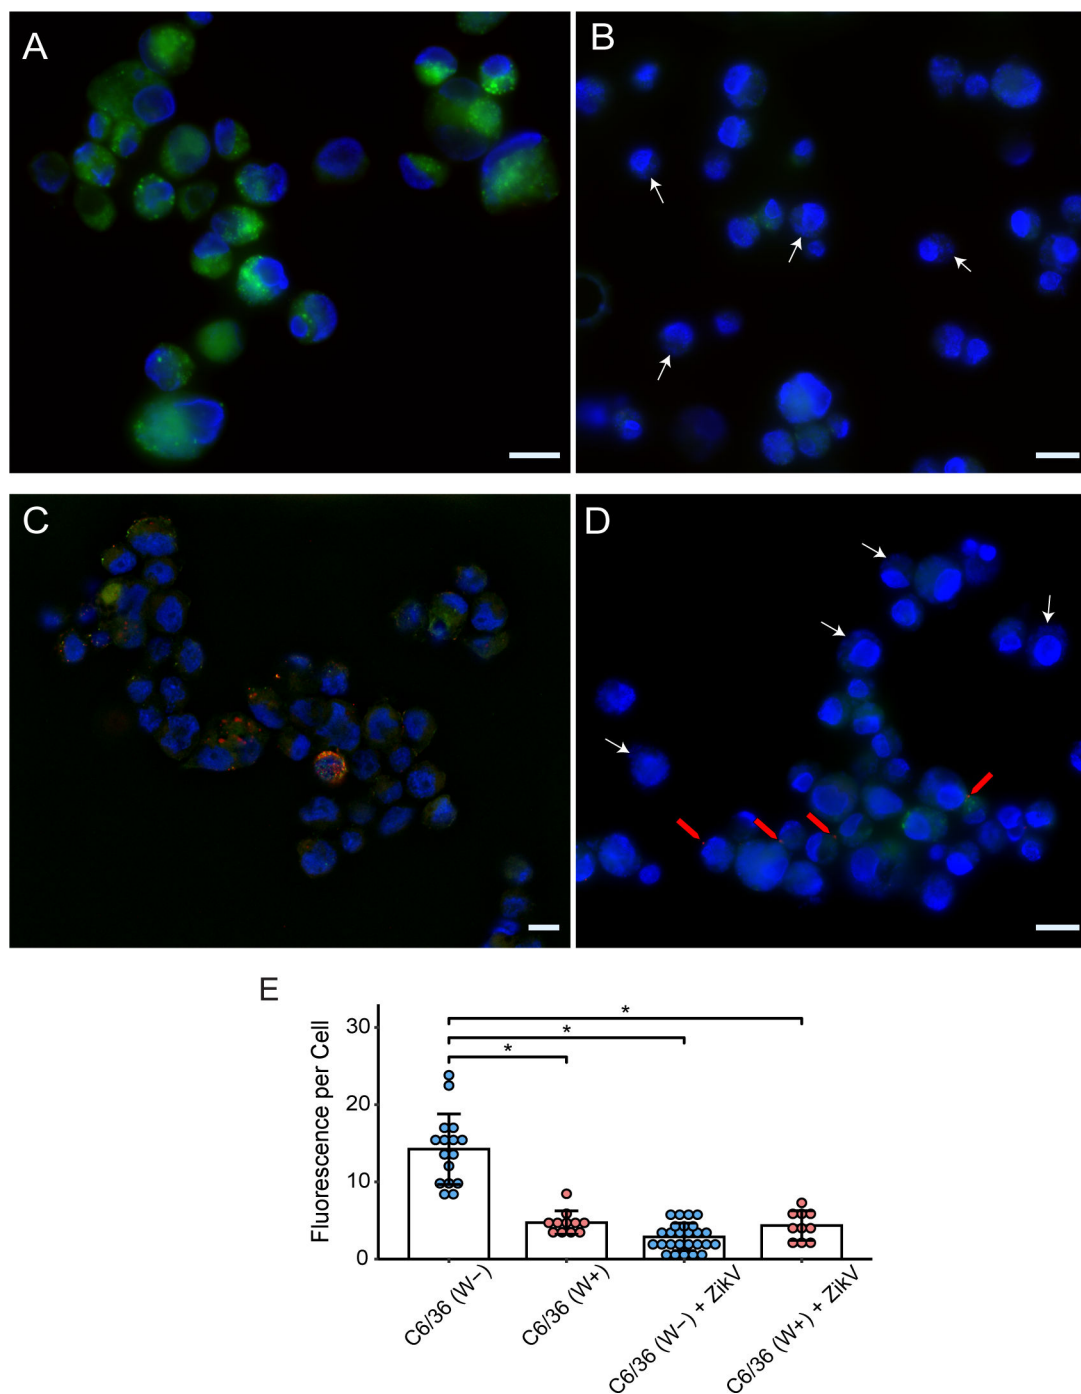 A
B
C
D
E
Fluorescence per Cell
30
20
10
0
*
*
*
C6/36 (W−)
C6/36 (W+)
C6/36 (W−) + ZikV
C6/36 (W+) + ZikV